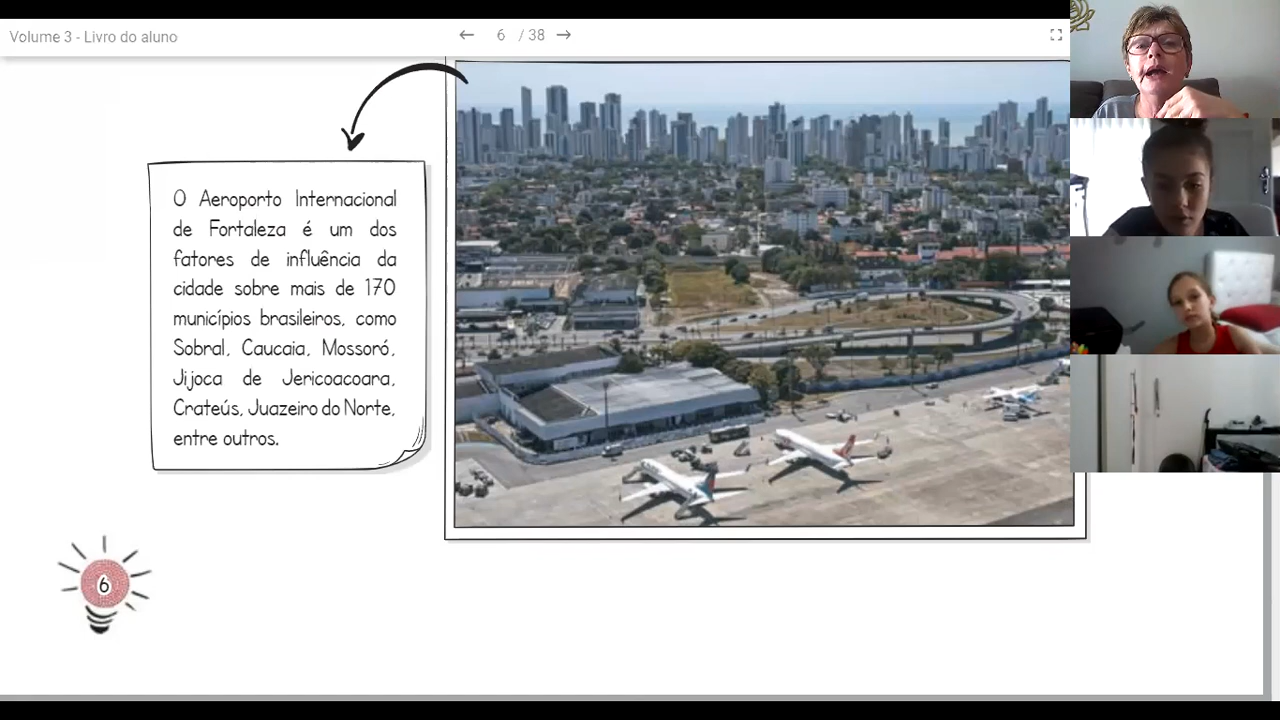 Volume 3 - Livro do aluno
6 / 38
O Aeroporto Internacional
de Fortaleza é um dos
fatores de influência da
cidade sobre mais de 170
municípios brasileiros, como
Sobral, Caucaia, Mossoró,
Jijoca de Jericoacoara,
Crateús, Juazeiro do Norte,
entre outros.
6